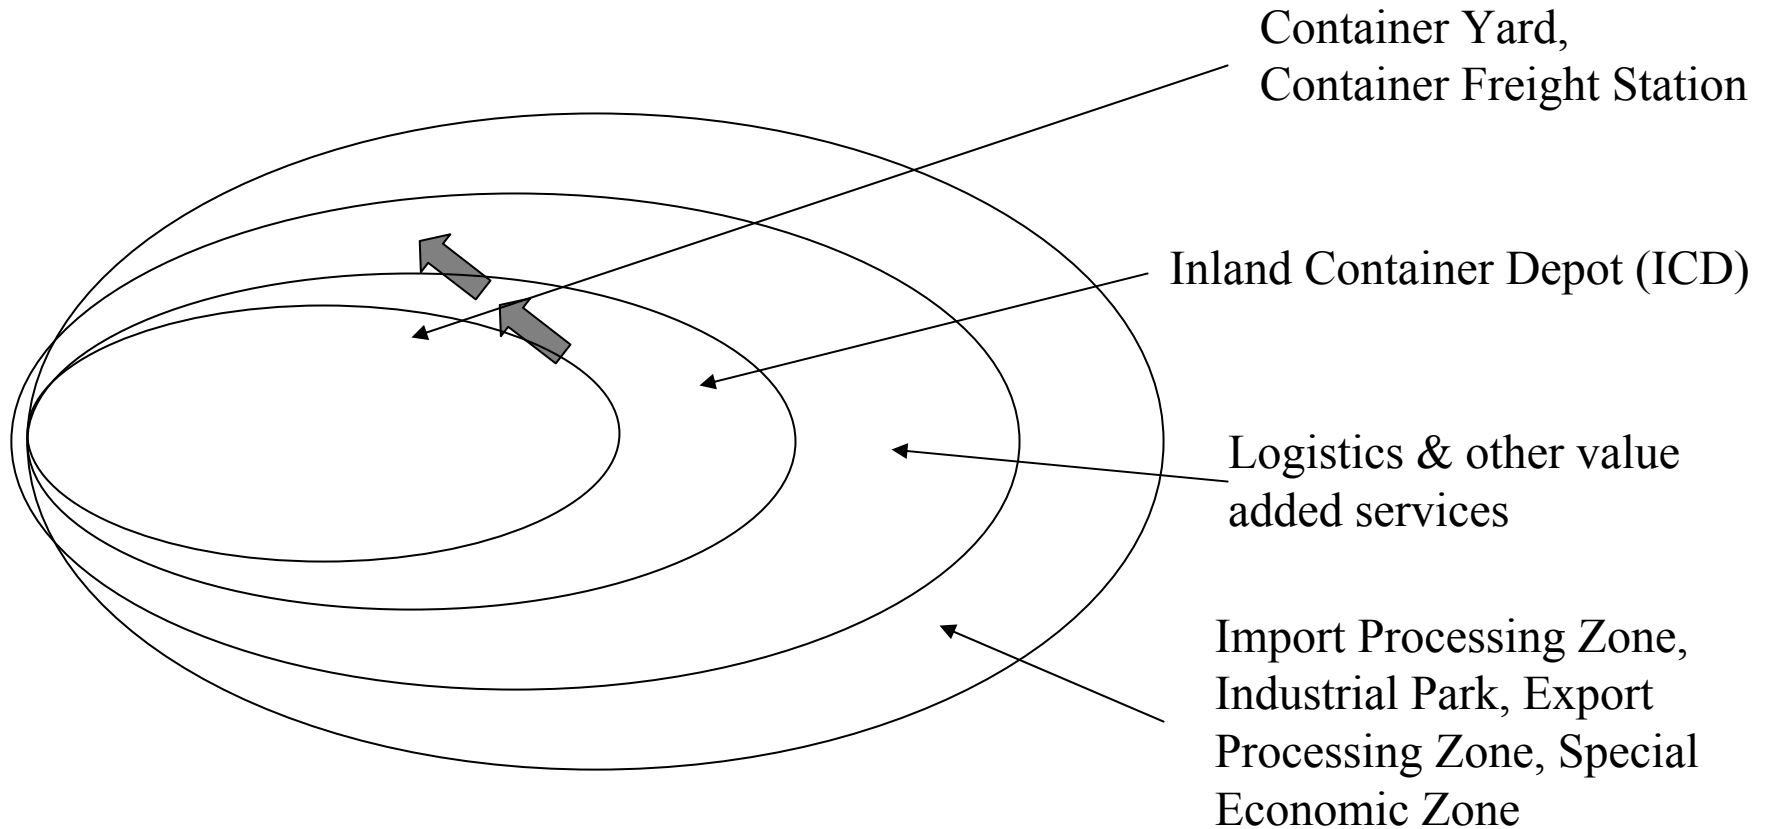 Container Yard,
Container Freight Station
Inland Container Depot (ICD)
Logistics & other value
added services
Import Processing Zone,
Industrial Park, Export
Processing Zone, Special
Economic Zone